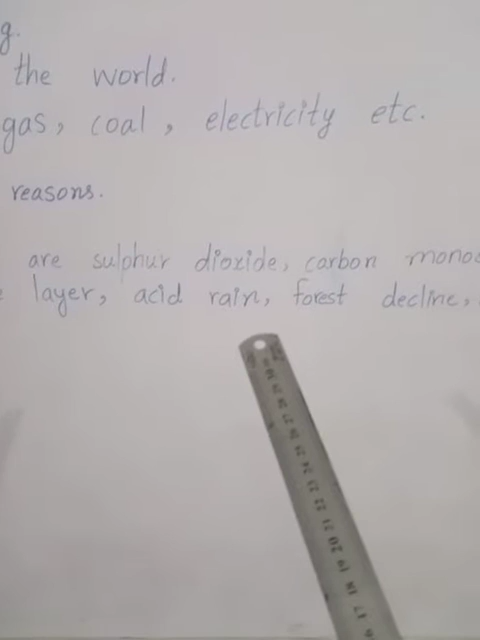 g.
the world.
gas, coal, electricity etc.
reasons.
are sulphur dioxide, carbon
layer, acid rain, forest decline,